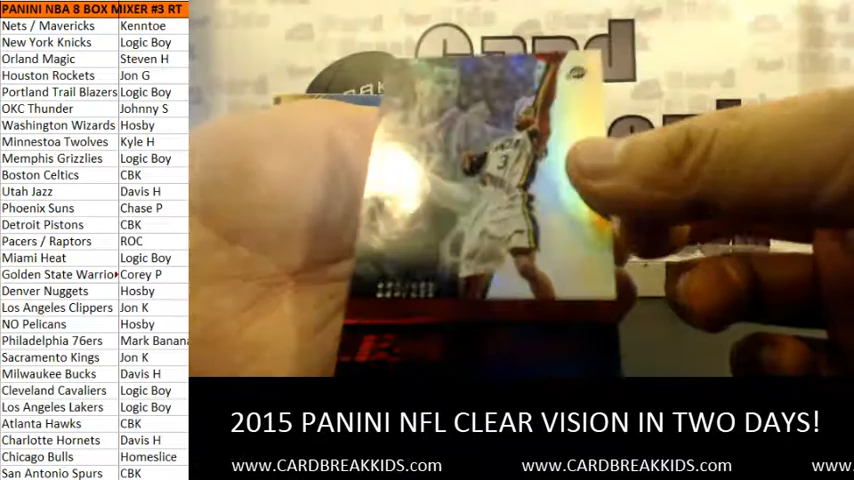 PANINI NBA 8 BOX MIXER #3 RT
Nets / Mavericks Kenntoe
New York Knicks Logic Boy
Orland Magic Steven H
Houston Rockets Jon G
Portland Trail Blazers Logic Boy
OKC Thunder Johnny S
Washington Wizards Hosby
Minnestoa Twolves Kyle H
Memphis Grizzlies Logic Boy
Boston Celtics CBK
Utah Jazz Davis H
Phoenix Suns Chase P
Detroit Pistons CBK
Pacers / Raptors ROC
Miami Heat Logic Boy
Golden State Warrio Corey P
Denver Nuggets Hosby
Los Angeles Clippers Jon K
NO Pelicans Hosby
Philadelphia 76ers Mark Banana
Sacramento Kings Jon K
Milwaukee Bucks Davis H
Cleveland Cavaliers Logic Boy
Los Angeles Lakers Logic Boy
Atlanta Hawks CBK
Charlotte Hornets Davis H
Chicago Bulls Homeslice
San Antonio Spurs CBK
Card
3
2015 PANINI NFL CLEAR VISION IN TWO DAYS!
www.CARDBREAKKIDS.com www.CARDBREAKKIDS.com www.